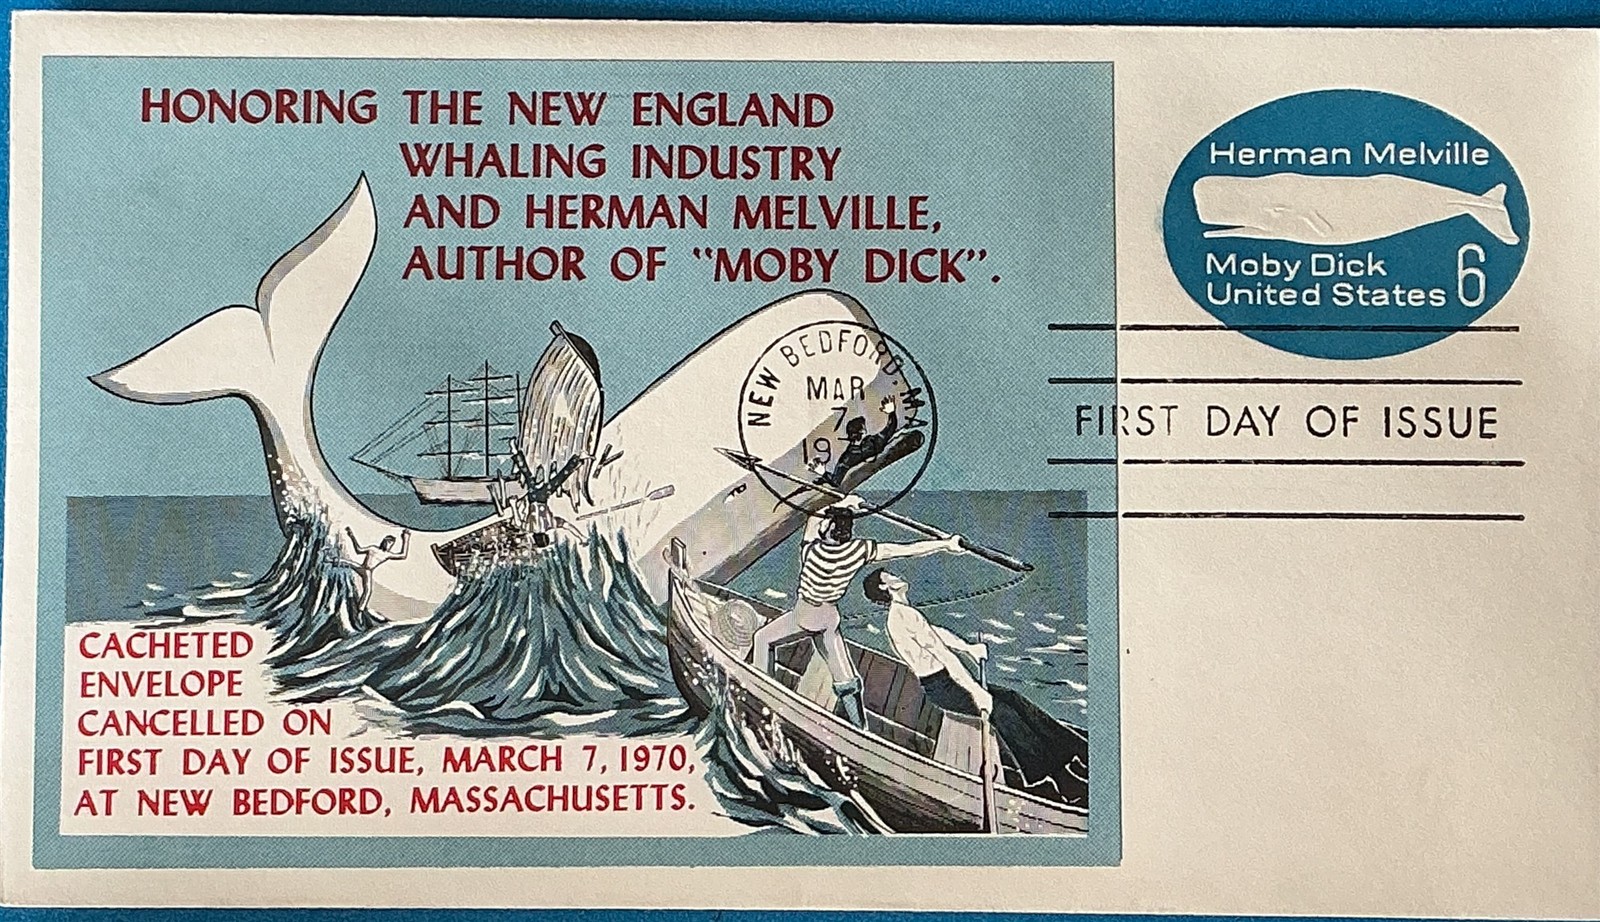 HONORING THE NEW ENGLAND
WHALING INDUSTRY
AND HERMAN MELVILLE,
AUTHOR OF "MOBY DICK".
Herman Melville
Moby Dick
United States 6
NEW BEDFORD, MA
MAR
7
FIRST DAY OF ISSUE
CACHETED
ENVELOPE
CANCELLED ON
FIRST DAY OF ISSUE, MARCH 7, 1970,
AT NEW BEDFORD, MASSACHUSETTS.